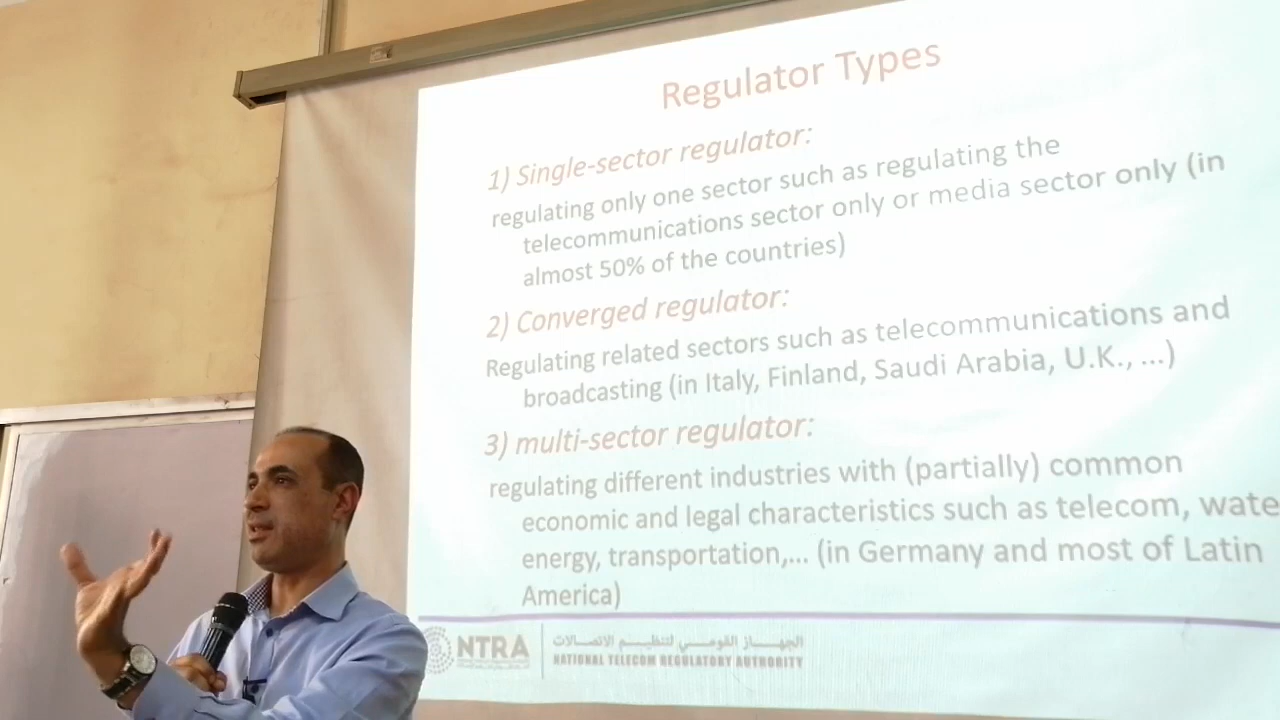 Regulator Types
1) Single-sector regulator:
regulating only one sector such as regulating the
telecommunications sector only or media sector only (in
almost 50% of the countries)
2) Converged regulator:
Regulating related sectors such as telecommunications and
broadcasting (in Italy, Finland, Saudi Arabia, U.K., ...)
3) multi-sector regulator:
regulating different industries with (partially) common
economic and legal characteristics such as telecom, wate
energy, transportation,... (in Germany and most of Latin
America)
NTRA
الجهاز القومي لتنظيم الاتصالات
NATIONAL TELECOM REGULATORY AUTHORITY